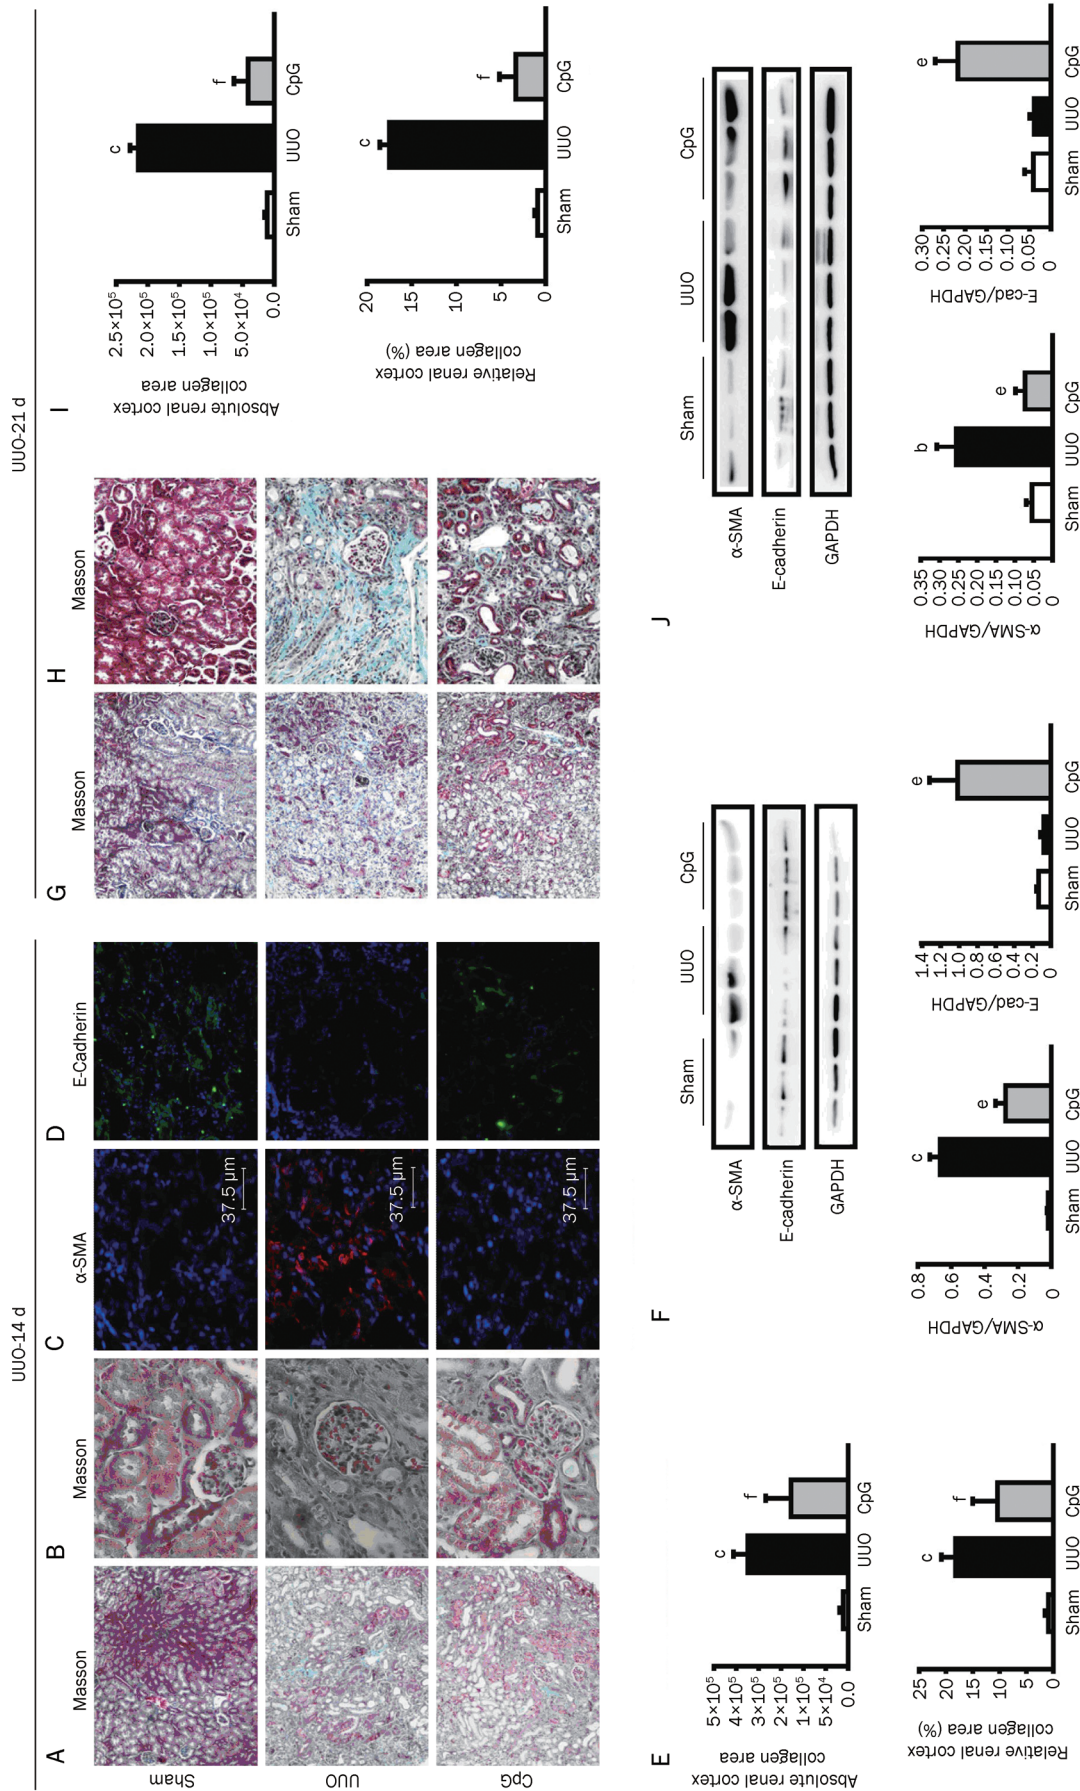 UUO-14 d
UUO-21 d
A
B
C
D
G
H
I
Masson
Masson
α-SMA
E-Cadherin
Masson
Masson
Sham
UUO
CpG
37.5 μm
37.5 μm
37.5 μm
Absolute renal cortex
collagen area
2.5×10⁵
2.0×10⁵
1.5×10⁵
1.0×10⁵
5.0×10⁴
0.0
c
f
Sham
UUO
CpG
Relative renal cortex
collagen area (%)
20
15
10
5
0
c
f
Sham
UUO
CpG
E
Absolute renal cortex
collagen area
5×10⁵
4×10⁵
3×10⁵
2×10⁵
1×10⁵
5×10⁴
0.0
c
f
Sham
UUO
CpG
Relative renal cortex
collagen area (%)
25
20
15
10
5
0
c
f
Sham
UUO
CpG
F
Sham
UUO
CpG
α-SMA
E-cadherin
GAPDH
α-SMA/GAPDH
0.8
0.6
0.4
0.2
0
c
e
Sham
UUO
CpG
E-cad/GAPDH
1.4
1.2
1.0
0.8
0.6
0.4
0.2
0
e
Sham
UUO
CpG
J
Sham
UUO
CpG
α-SMA
E-cadherin
GAPDH
α-SMA/GAPDH
0.35
0.30
0.25
0.20
0.15
0.10
0.05
0
b
e
Sham
UUO
CpG
E-cad/GAPDH
0.30
0.25
0.20
0.15
0.10
0.05
0
e
Sham
UUO
CpG